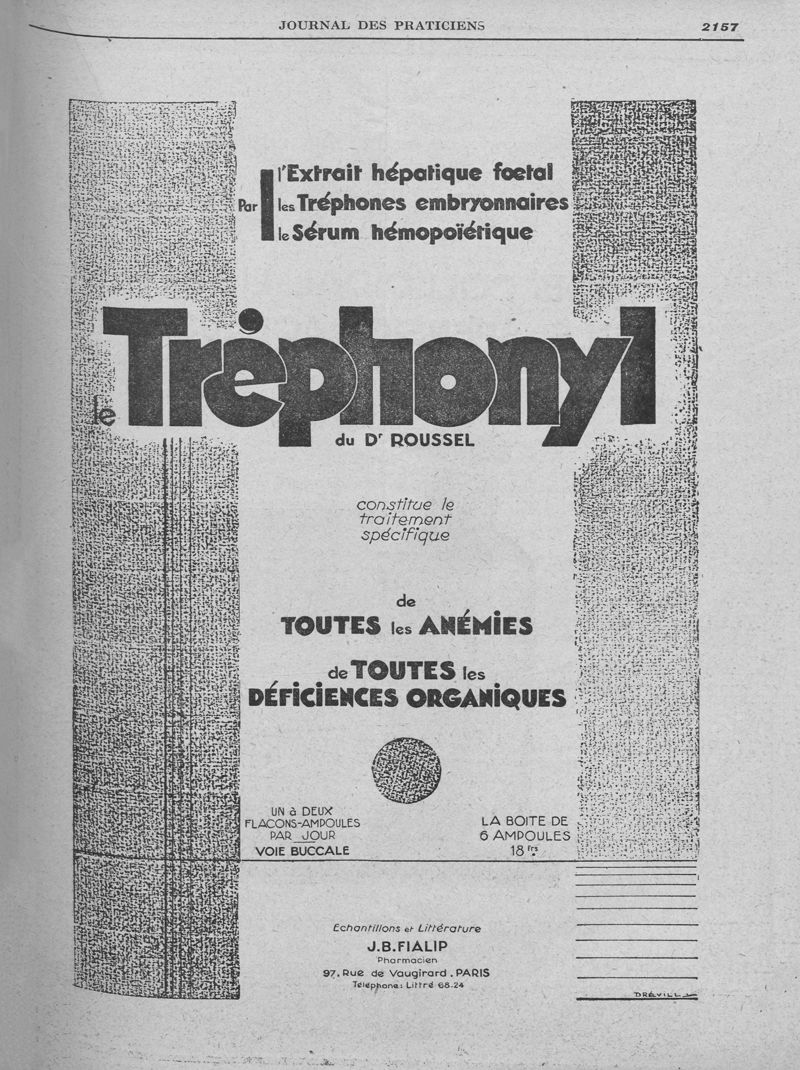 JOURNAL DES PRATICIENS
2157
Par
l'Extrait hépatique fœtal
les Tréphones embryonnaires
le Sérum hémopoïétique
le Tréphonyl
du Dr ROUSSEL
constitue le
traitement
spécifique
de
TOUTES les ANÉMIES
de TOUTES les
DÉFICIENCES ORGANIQUES
UN à DEUX
FLACONS-AMPOULES
PAR JOUR
VOIE BUCCALE
LA BOITE DE
6 AMPOULES
18 frs
Echantillons et Littérature
J.B.FIALIP
Pharmacien
97, Rue de Vaugirard. PARIS
Téléphone: Littré 68.24
DRÉVILL